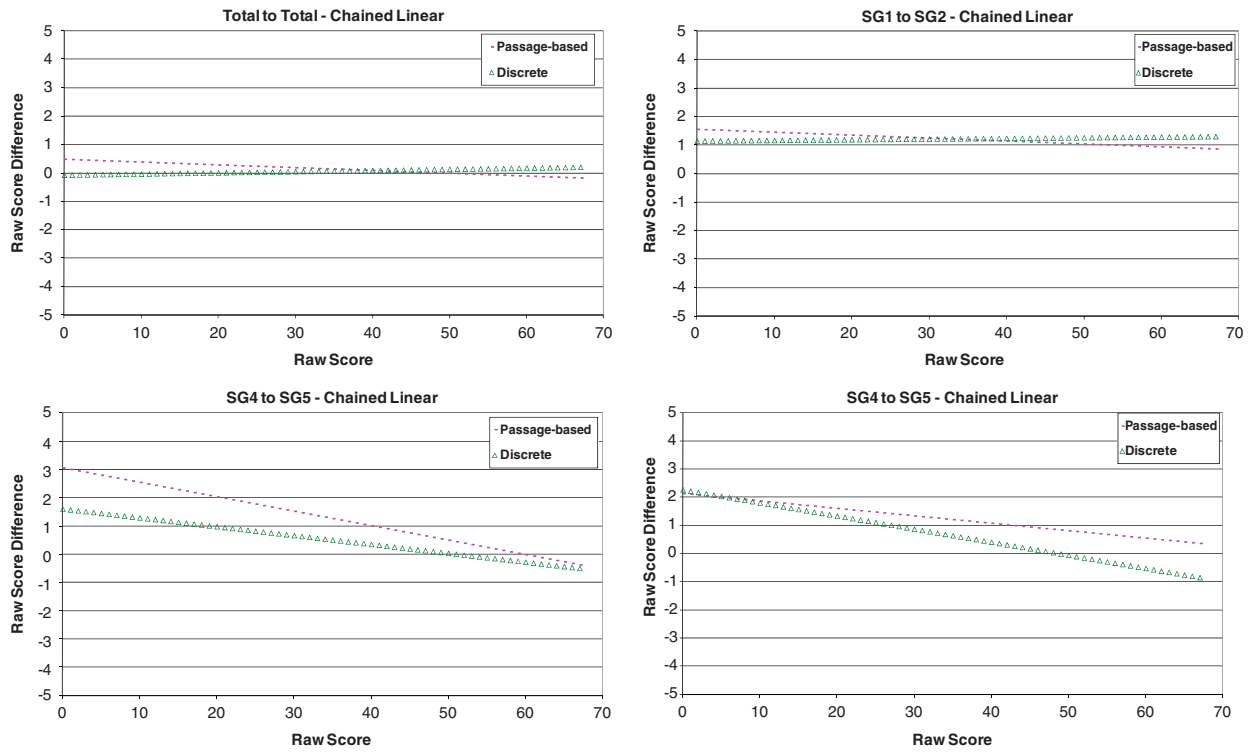 Total to Total - Chained Linear
5
4
3
2
1
0
-1
-2
-3
-4
-5
Raw Score Difference
Passage-based
Discrete
0 10 20 30 40 50 60 70
Raw Score
SG1 to SG2 - Chained Linear
5
4
3
2
1
0
-1
-2
-3
-4
-5
Raw Score Difference
Passage-based
Discrete
0 10 20 30 40 50 60 70
Raw Score
SG4 to SG5 - Chained Linear
5
4
3
2
1
0
-1
-2
-3
-4
-5
Raw Score Difference
Passage-based
Discrete
0 10 20 30 40 50 60 70
Raw Score
SG4 to SG5 - Chained Linear
5
4
3
2
1
0
-1
-2
-3
-4
-5
Raw Score Difference
Passage-based
Discrete
0 10 20 30 40 50 60 70
Raw Score